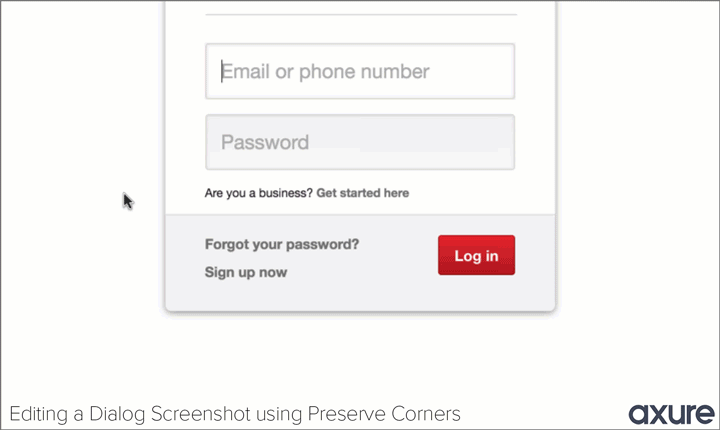 Email or phone number
Password
Are you a business? Get started here
Forgot your password?
Log in
Sign up now
Editing a Dialog Screenshot using Preserve Corners
axure